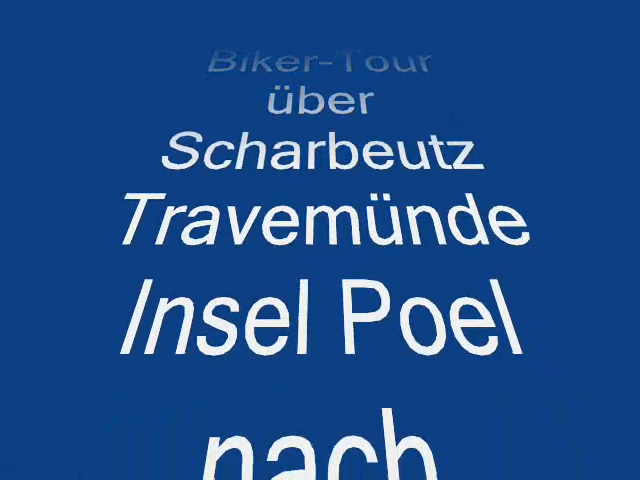 Biker-Tour
über
Scharbeutz
Travemünde
Insel Poel
nach